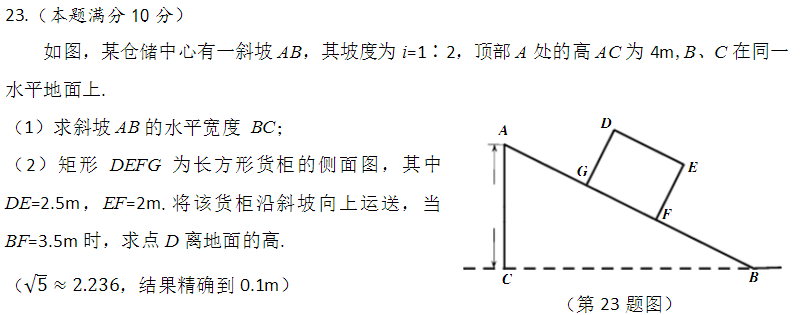 23.（本题满分 10 分）
如图，某仓储中心有一斜坡 AB，其坡度为 i=1∶2，顶部 A 处的高 AC 为 4m，B、C 在同一
水平地面上.
（1）求斜坡 AB 的水平宽度 BC；
（2）矩形 DEFG 为长方形货柜的侧面图，其中
DE=2.5m，EF=2m. 将该货柜沿斜坡向上运送，当
BF=3.5m 时，求点 D 离地面的高.
（√5 ≈ 2.236，结果精确到 0.1m）
D
A
E
G
F
C
B
（第 23 题图）